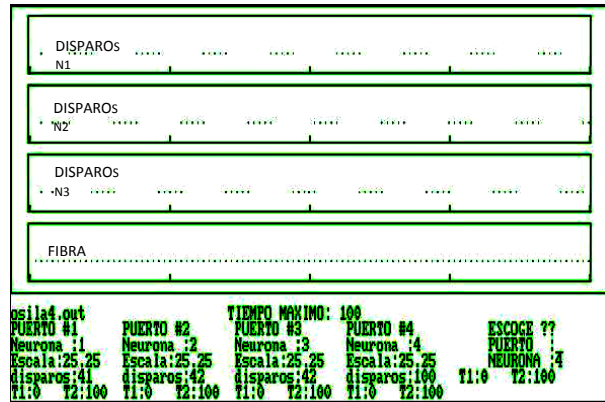 DISPAROs
N1
DISPAROs
N2
DISPAROs
N3
FIBRA
osila4.out TIEMPO MAXIMO: 100
PUERTO #1 PUERTO #2 PUERTO #3 PUERTO #4 ESCOGE ??
Neurona :1 Neurona :2 Neurona :3 Neurona :4 PUERTO :
Escala:25.25 Escala:25.25 Escala:25.25 Escala:25.25 NEURONA :4
disparos:41 disparos:42 disparos:42 disparos:100 T1:0 T2:100
T1:0 T2:100 T1:0 T2:100 T1:0 T2:100 T1:0 T2:100